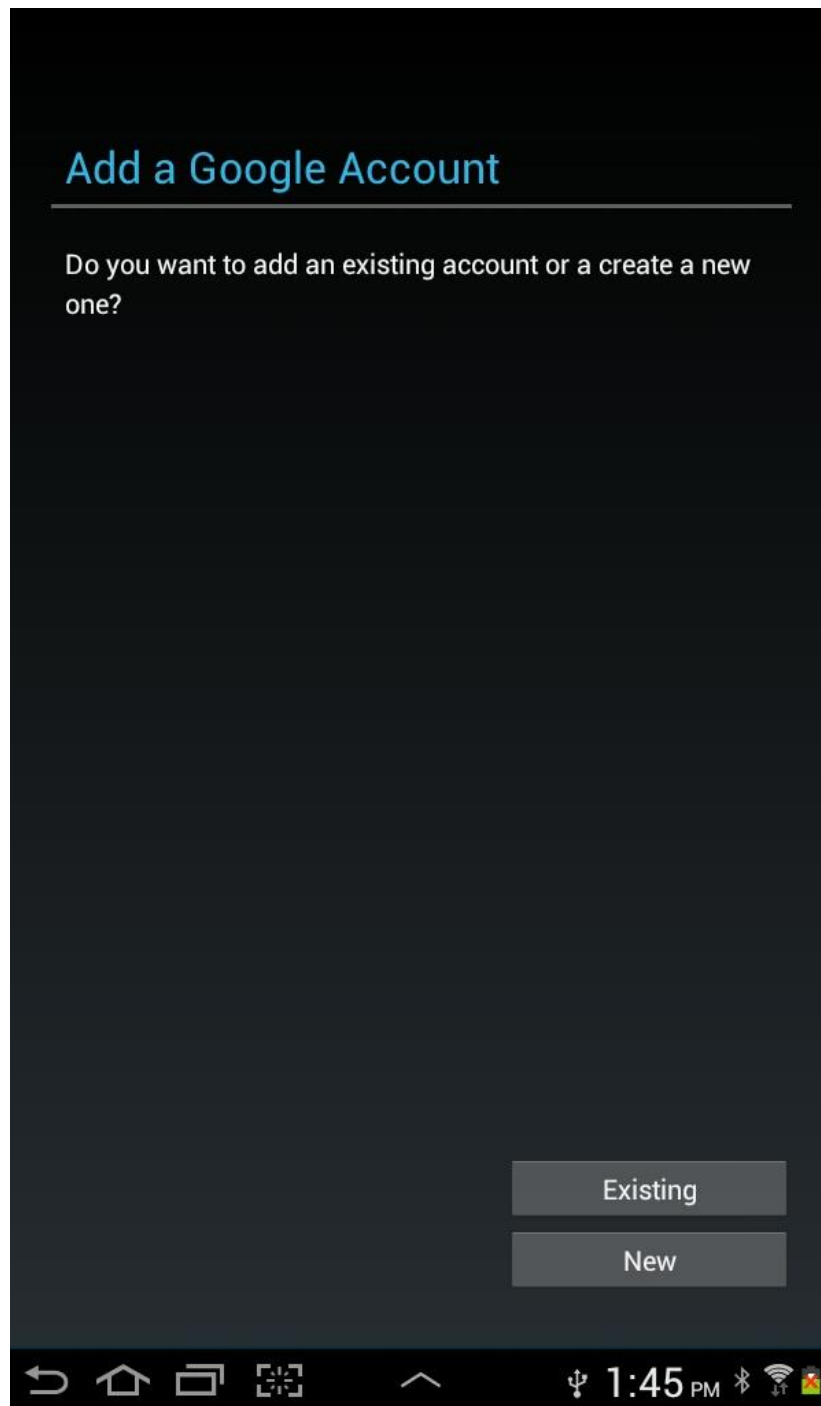 Add a Google Account
Do you want to add an existing account or a create a new
one?
Existing
New
1:45 PM